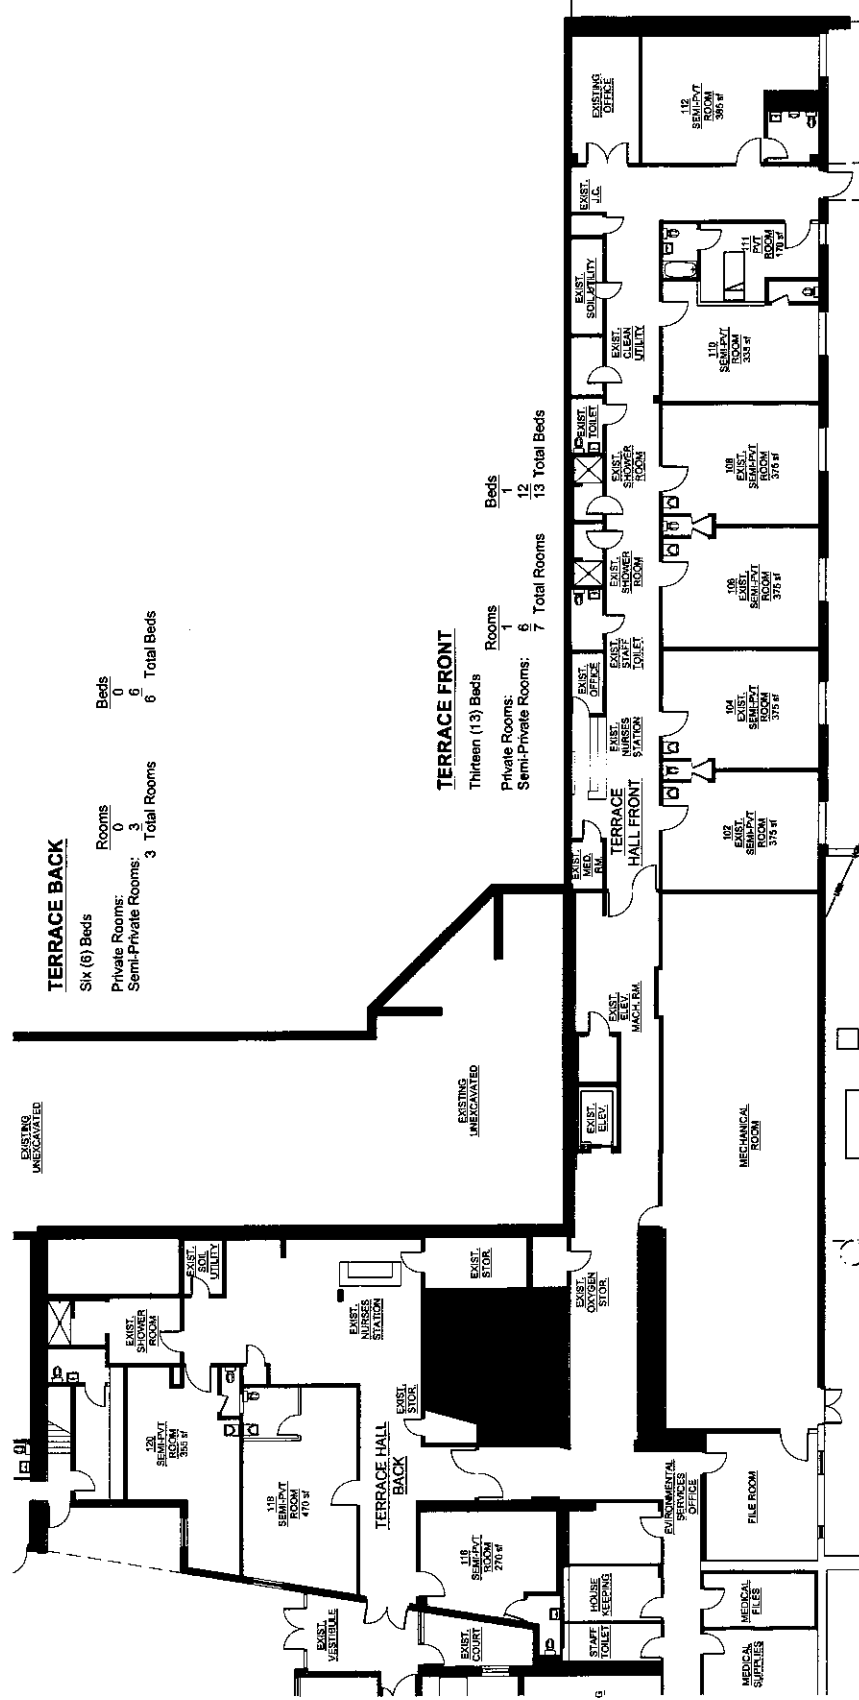 TERRACE BACK
Six (6) Beds
Rooms Beds
Private Rooms: 0 0
Semi-Private Rooms: 3 6
3 Total Rooms 6 Total Beds
TERRACE FRONT
Thirteen (13) Beds
Rooms Beds
Private Rooms: 1 1
Semi-Private Rooms: 6 12
7 Total Rooms 13 Total Beds
EXISTING
OFFICE
112
SEMI-PVT
ROOM
385 sf
EXIST.
J.C.
111
PVT
ROOM
170 sf
EXIST.
SOIL UTILITY
EXIST.
CLEAN
UTILITY
110
SEMI-PVT
ROOM
335 sf
EXIST.
TOILET
EXIST.
SHOWER
ROOM
108
EXIST.
SEMI-PVT
ROOM
375 sf
EXIST.
SHOWER
ROOM
106
EXIST.
SEMI-PVT
ROOM
375 sf
EXIST.
STAFF
TOILET
EXIST.
OFFICE
EXIST.
NURSES
STATION
104
EXIST.
SEMI-PVT
ROOM
375 sf
TERRACE
HALL FRONT
EXIST.
MED.
RM.
102
EXIST.
SEMI-PVT
ROOM
375 sf
EXIST.
ELEV.
MACH. RM.
EXIST.
ELEV.
MECHANICAL
ROOM
EXISTING
UNEXCAVATED
EXISTING
UNEXCAVATED
EXIST.
SOIL
UTILITY
EXIST.
SHOWER
ROOM
EXIST.
NURSES
STATION
EXIST.
STOR.
EXIST.
OXYGEN
STOR.
EXIST.
STOR.
120
SEMI-PVT
ROOM
355 sf
118
SEMI-PVT
ROOM
470 sf
TERRACE HALL
BACK
116
SEMI-PVT
ROOM
270 sf
EVIRONMENTAL
SERVICES
OFFICE
FILE ROOM
HOUSE
KEEPING
STAFF
TOILET
MEDICAL
FILES
MEDICAL
SUPPLIES
EXIST.
VESTIBULE
EXIST.
COURT